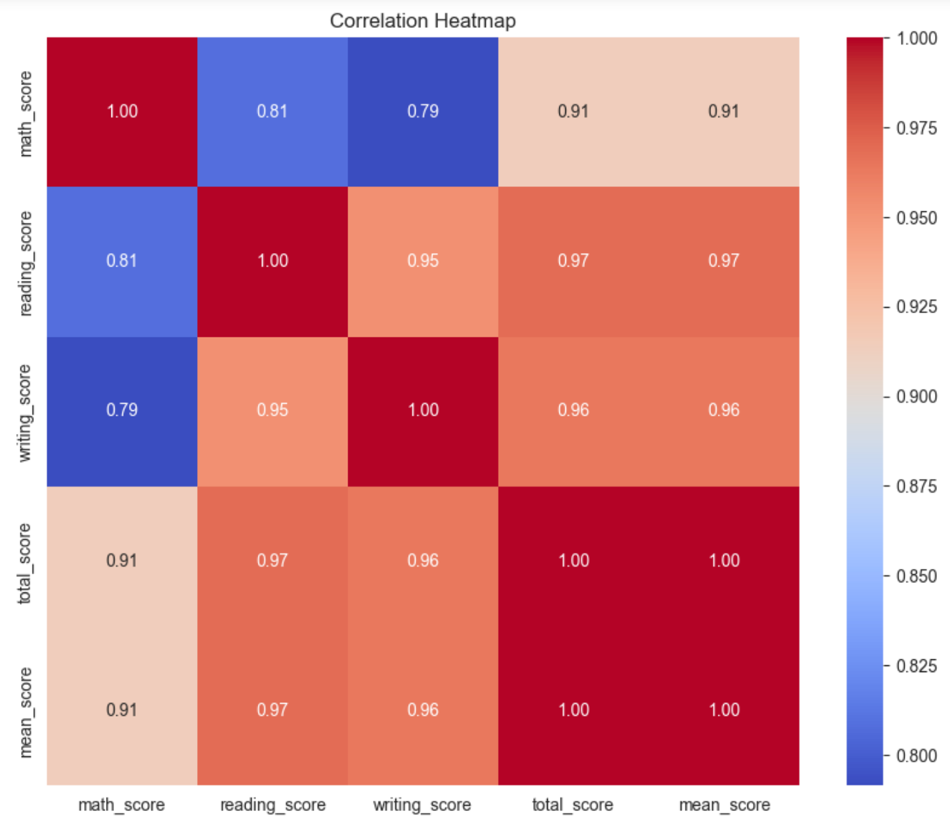 Correlation Heatmap
math_score 1.00 0.81 0.79 0.91 0.91
reading_score 0.81 1.00 0.95 0.97 0.97
writing_score 0.79 0.95 1.00 0.96 0.96
total_score 0.91 0.97 0.96 1.00 1.00
mean_score 0.91 0.97 0.96 1.00 1.00
math_score reading_score writing_score total_score mean_score
1.000
0.975
0.950
0.925
0.900
0.875
0.850
0.825
0.800